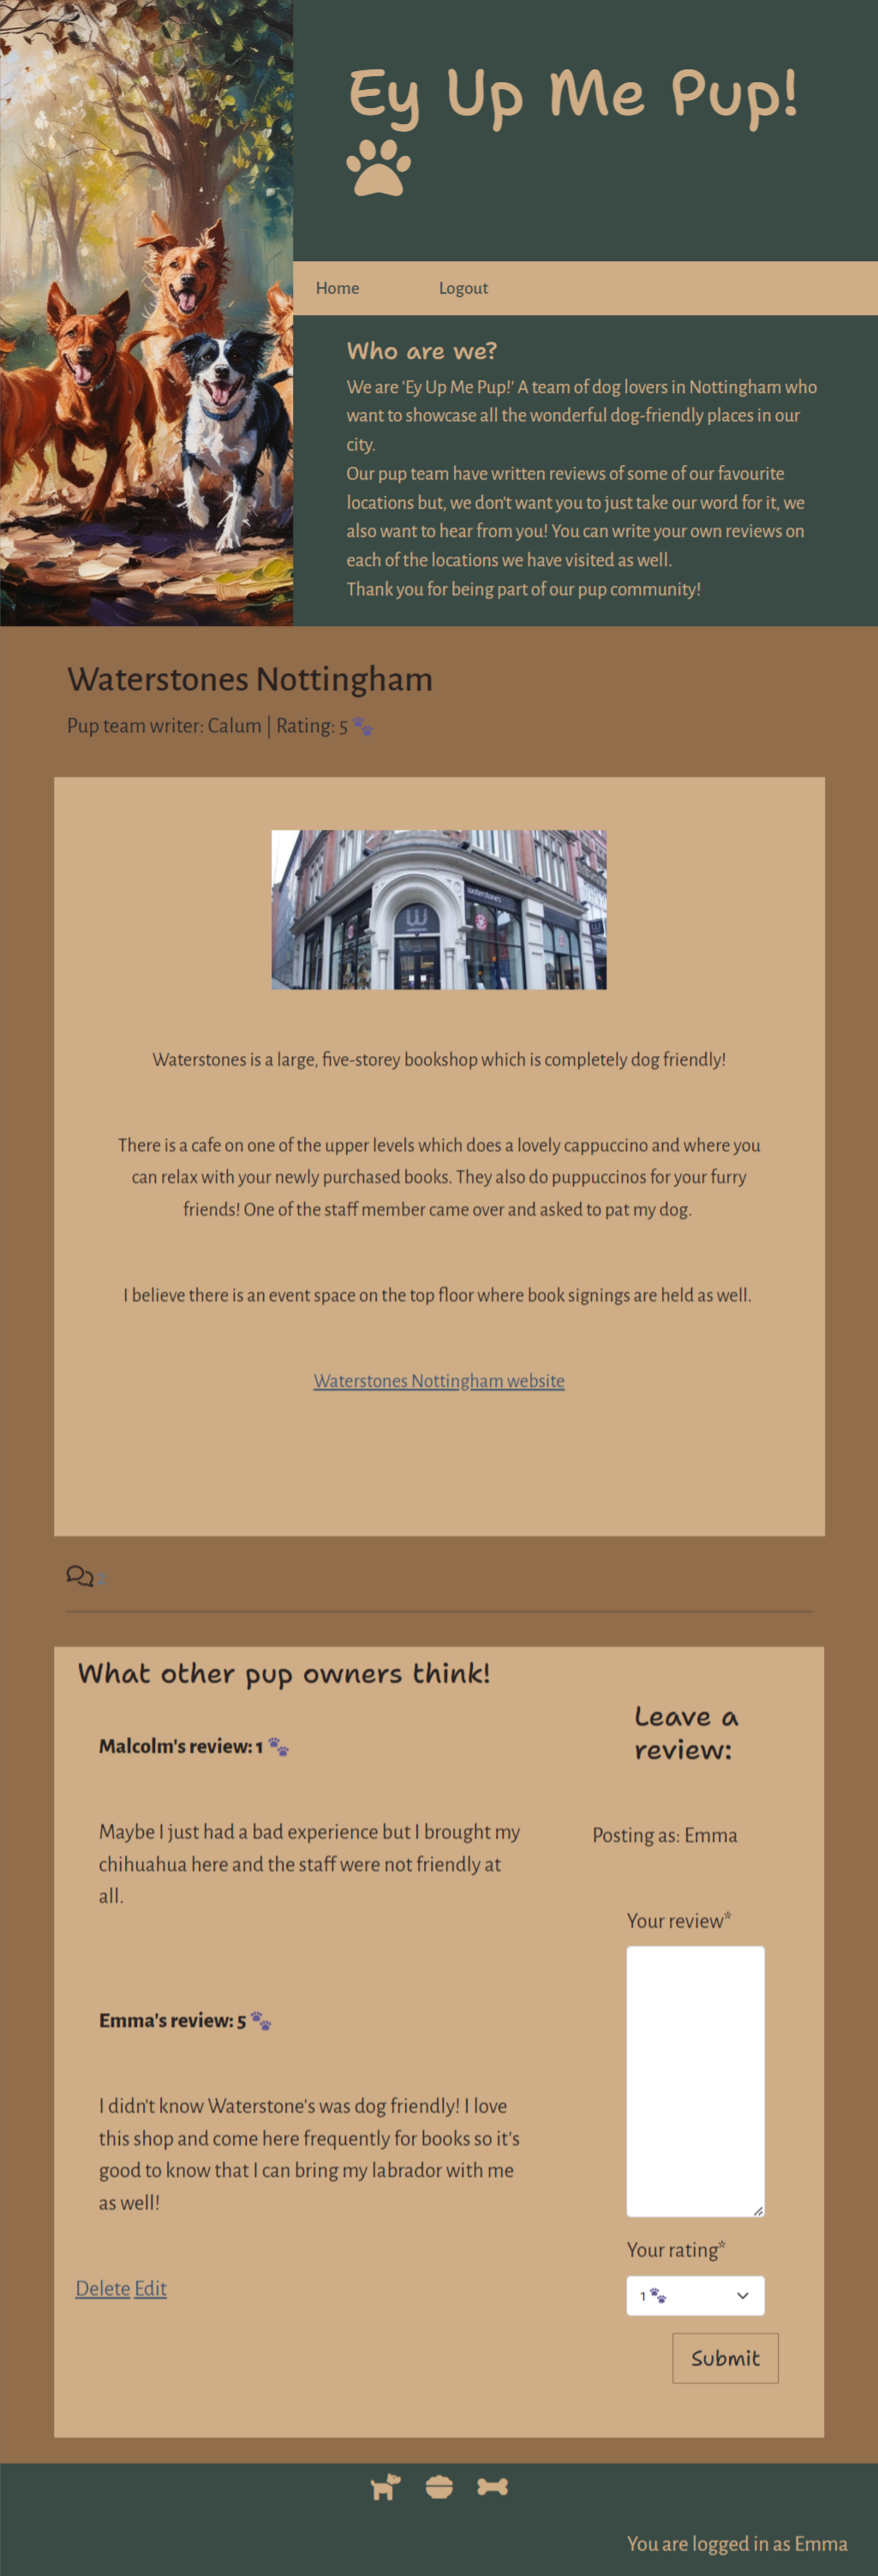 Ey Up Me Pup!
Home Logout
Who are we?
We are 'Ey Up Me Pup!' A team of dog lovers in Nottingham who
want to showcase all the wonderful dog-friendly places in our
city.
Our pup team have written reviews of some of our favourite
locations but, we don't want you to just take our word for it, we
also want to hear from you! You can write your own reviews on
each of the locations we have visited as well.
Thank you for being part of our pup community!
Waterstones Nottingham
Pup team writer: Calum | Rating: 5 🐾
W
waterstones
Waterstones is a large, five-storey bookshop which is completely dog friendly!
There is a cafe on one of the upper levels which does a lovely cappuccino and where you
can relax with your newly purchased books. They also do puppuccinos for your furry
friends! One of the staff member came over and asked to pat my dog.
I believe there is an event space on the top floor where book signings are held as well.
Waterstones Nottingham website
What other pup owners think!
Malcolm's review: 1 🐾
Maybe I just had a bad experience but I brought my
chihuahua here and the staff were not friendly at
all.
Emma's review: 5 🐾
I didn't know Waterstone's was dog friendly! I love
this shop and come here frequently for books so it's
good to know that I can bring my labrador with me
as well!
Delete Edit
Leave a
review:
Posting as: Emma
Your review*
Your rating*
1 🐾
Submit
You are logged in as Emma